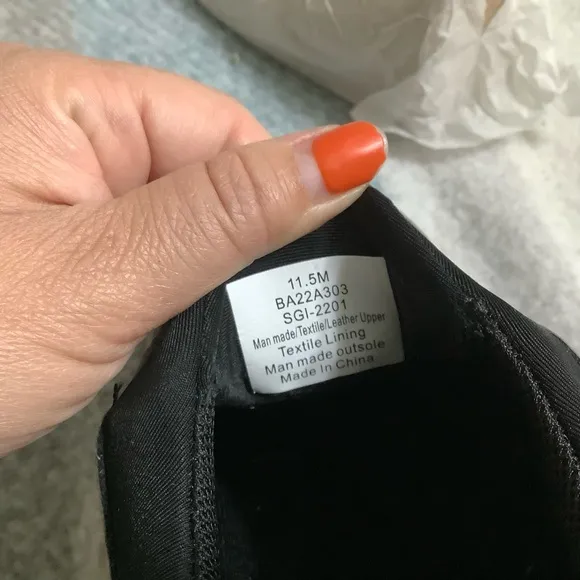 11.5M
BA22A303
SGI-2201
Man made/Textile/Leather Upper
Textile Lining
Man made outsole
Made In China